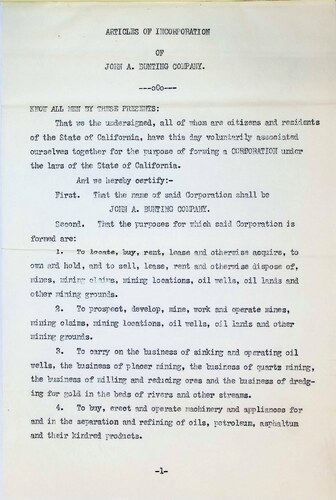 ARTICLES OF INCORPORATION
OF
JOHN A. BUNTING COMPANY.
---oOo---
KNOW ALL MEN BY THESE PRESENTS:
That we the undersigned, all of whom are citizens and residents
of the State of California, have this day voluntarily associated
ourselves together for the purpose of forming a CORPORATION under
the laws of the State of California.
And we hereby certify:-
First. That the name of said Corporation shall be
JOHN A. BUNTING COMPANY.
Second. That the purposes for which said Corporation is
formed are:
1. To locate, buy, rent, lease and otherwise acquire, to
own and hold, and to sell, lease, rent and otherwise dispose of,
mines, mining claims, mining locations, oil wells, oil lands and
other mining grounds.
2. To prospect, develop, mine, work and operate mines,
mining claims, mining locations, oil wells, oil lands and other
mining grounds.
3. To carry on the business of sinking and operating oil
wells, the business of placer mining, the business of quartz mining,
the business of milling and reducing ores and the business of dredg-
ing for gold in the beds of rivers and other streams.
4. To buy, erect and operate machinery and appliances for
and in the separation and refining of oils, petroleum, asphaltum
and their kindred products.
-1-